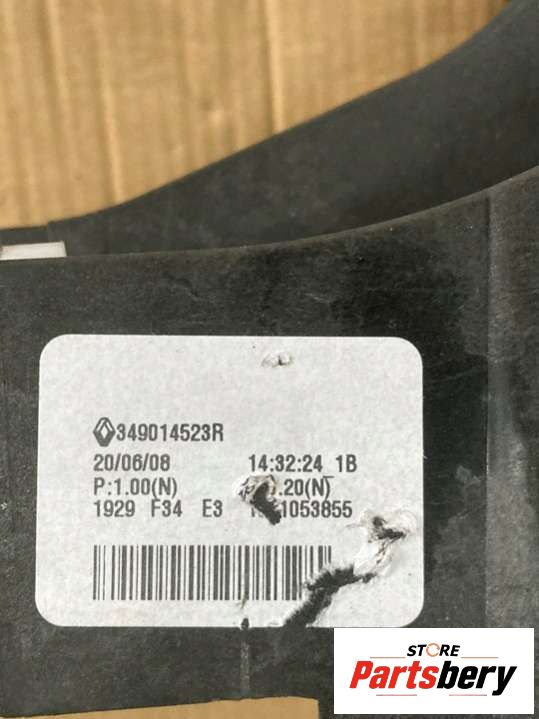 349014523R
20/06/08 14:32:24 1B
P:1.00(N) .20(N)
1929 F34 E3 1053855
STORE
Partsbery